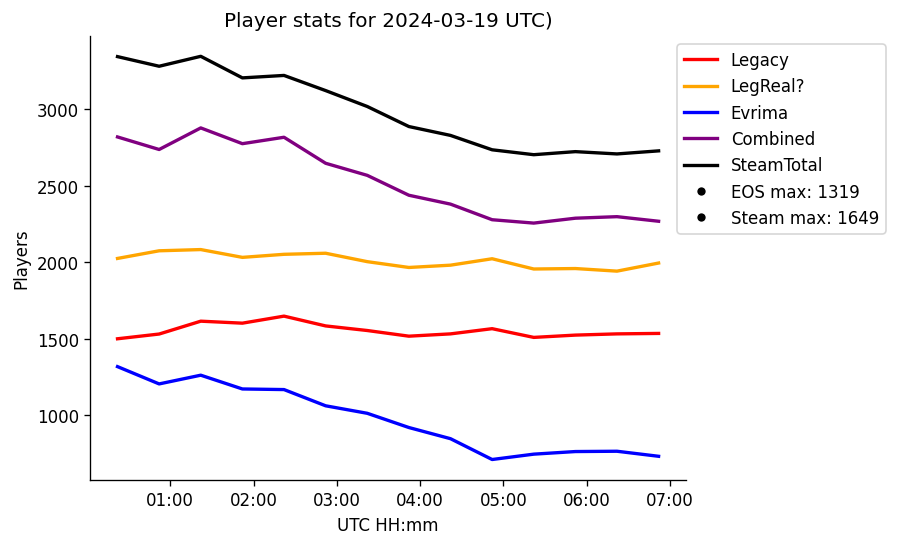 Player stats for 2024-03-19 UTC)
Legacy
LegReal?
Evrima
Combined
SteamTotal
EOS max: 1319
Steam max: 1649
Players
3000
2500
2000
1500
1000
01:00 02:00 03:00 04:00 05:00 06:00 07:00
UTC HH:mm